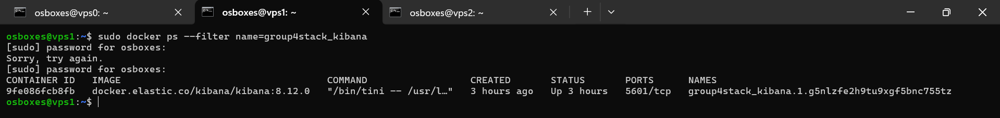 osboxes@vps0: ~
osboxes@vps1: ~
osboxes@vps2: ~
osboxes@vps1:~$ sudo docker ps --filter name=group4stack_kibana
[sudo] password for osboxes:
Sorry, try again.
[sudo] password for osboxes:
CONTAINER ID   IMAGE                                    COMMAND                  CREATED       STATUS       PORTS      NAMES
9fe086fcb8fb   docker.elastic.co/kibana/kibana:8.12.0   "/bin/tini -- /usr/l…"   3 hours ago   Up 3 hours   5601/tcp   group4stack_kibana.1.g5nlzfe2h9tu9xgf5bnc755tz
osboxes@vps1:~$